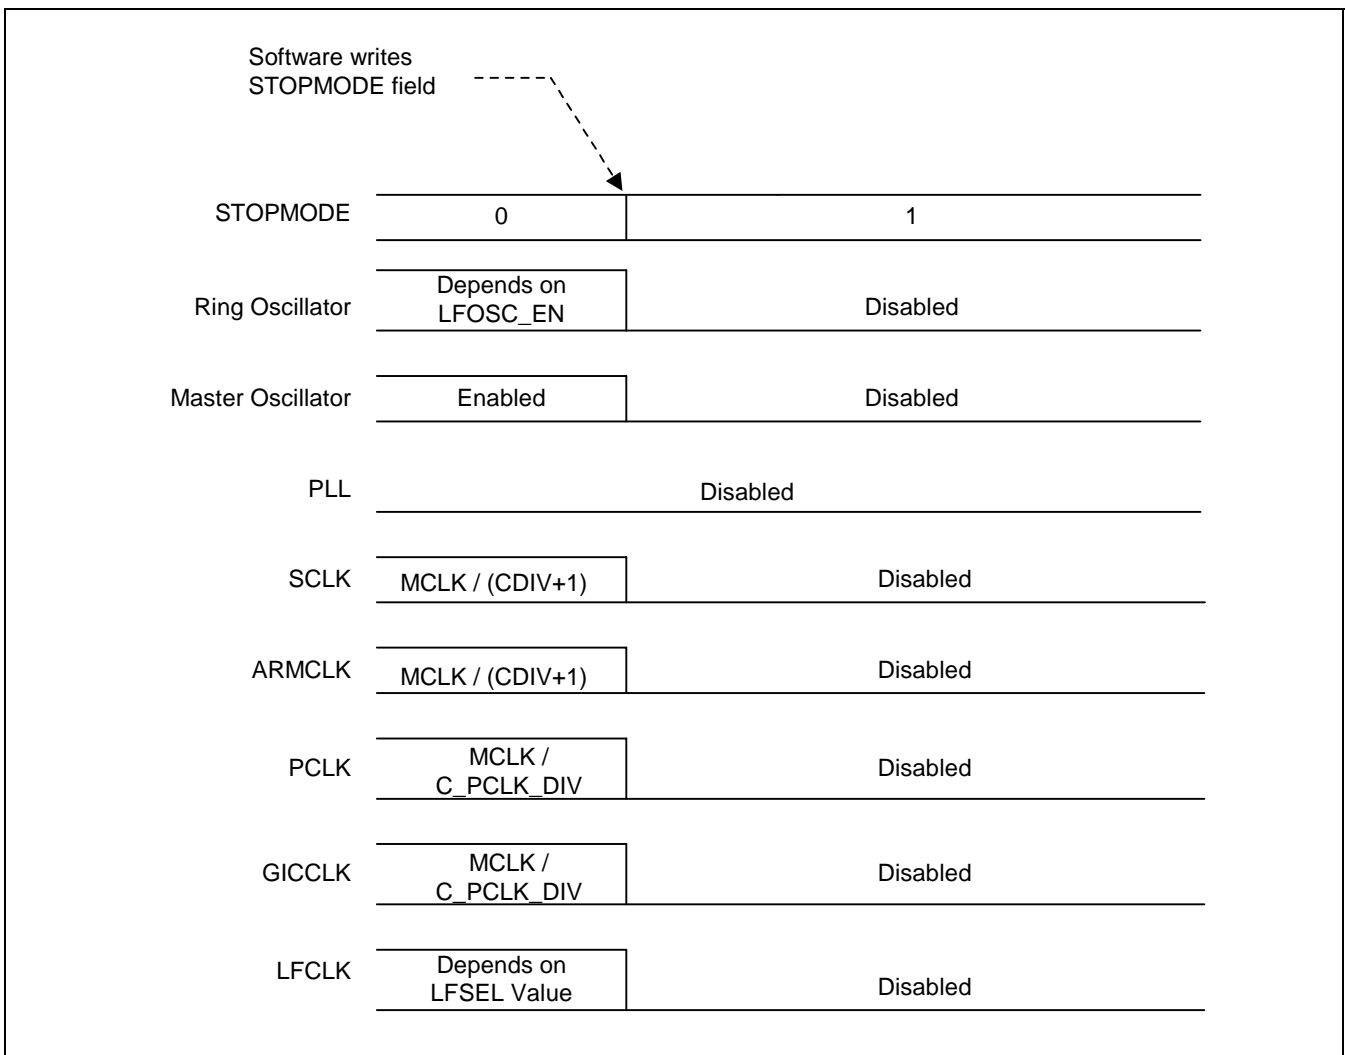 Software writes
STOPMODE field
STOPMODE
0
1
Ring Oscillator
Depends on
LFOSC_EN
Disabled
Master Oscillator
Enabled
Disabled
PLL
Disabled
SCLK
MCLK / (CDIV+1)
Disabled
ARMCLK
MCLK / (CDIV+1)
Disabled
PCLK
MCLK /
C_PCLK_DIV
Disabled
GICCLK
MCLK /
C_PCLK_DIV
Disabled
LFCLK
Depends on
LFSEL Value
Disabled